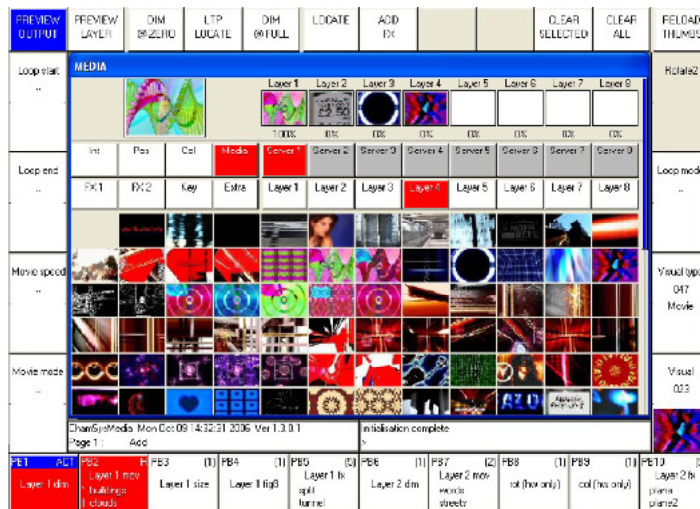 PREVIEW OUTPUT
PREVIEW LAYER
DIM @ZERO
LTP LOCATE
DIM @FULL
LOCATE
ADD FX
CLEAR SELECTED
CLEAR ALL
RELOAD THUMBS
MEDIA
Loop start
..
Rotate2
Layer 1 Layer 2 Layer 3 Layer 4 Layer 5 Layer 6 Layer 7 Layer 8
100% 0% 0% 0% 0% 0% 0% 0%
Int Pos Col Media Server 1 Server 2 Server 3 Server 4 Server 5 Server 6 Server 7 Server 8
Loop end
..
Loop mode
..
FX 1 FX 2 Key Extra Layer 1 Layer 2 Layer 3 Layer 4 Layer 5 Layer 6 Layer 7 Layer 8
Movie speed
..
Visual type
047
Movie
Movie mode
..
Visual
023
ChamSysMedia Mon Oct 09 14:32:31 2006 Ver 1.3.0.1
Initialisation complete
Page 1 : Add
>
PB1 ACT
Layer 1 dim
PB2
Layer 1 mov
* buildings
| clouds
PB3 (1)
Layer 1 size
PB4 (1)
Layer 1 fig8
PB5 (5)
Layer 1 fx
split
tunnel
PB6 (1)
Layer 2 dim
PB7 (2)
Layer 2 mov
words
streets
PB8 (1)
rot (hw only)
PB9 (1)
col (hw only)
PB10
Layer 2 fx
plana
plane2